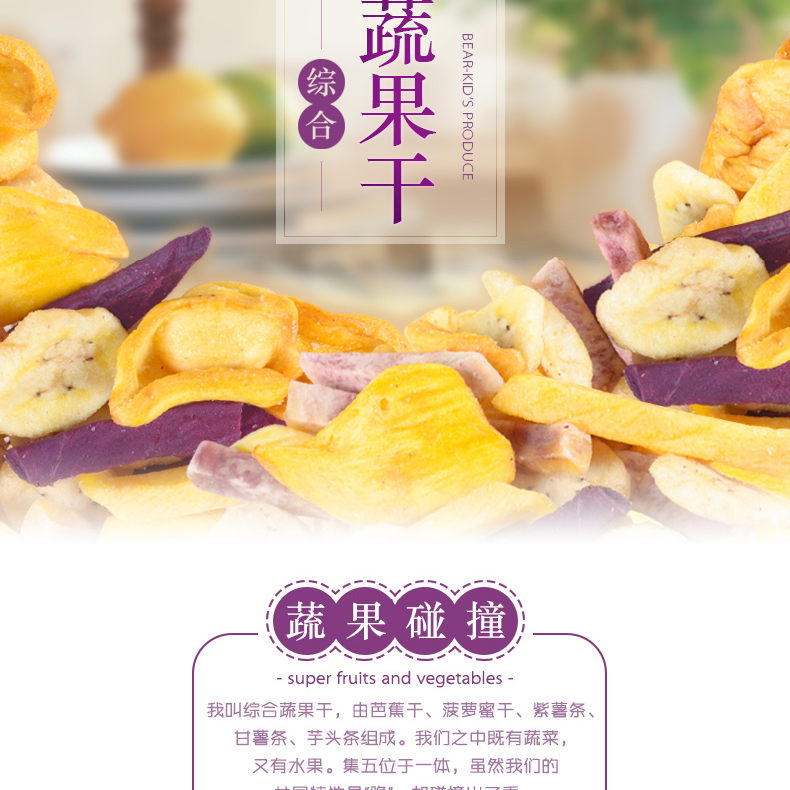 综合
蔬果干
BEAR-KID'S PRODUCE
蔬果碰撞
- super fruits and vegetables -
我叫综合蔬果干，由芭蕉干、菠萝蜜干、紫薯条、
甘薯条、芋头条组成。我们之中既有蔬菜，
又有水果。集五位于一体，虽然我们的